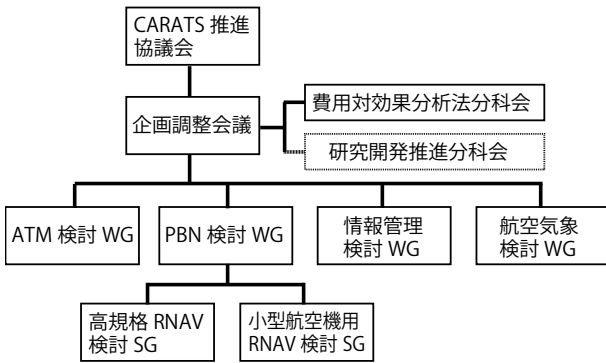 CARATS 推進
協議会
企画調整会議
費用対効果分析法分科会
研究開発推進分科会
ATM 検討 WG
PBN 検討 WG
情報管理
検討 WG
航空気象
検討 WG
高規格 RNAV
検討 SG
小型航空機用
RNAV 検討 SG